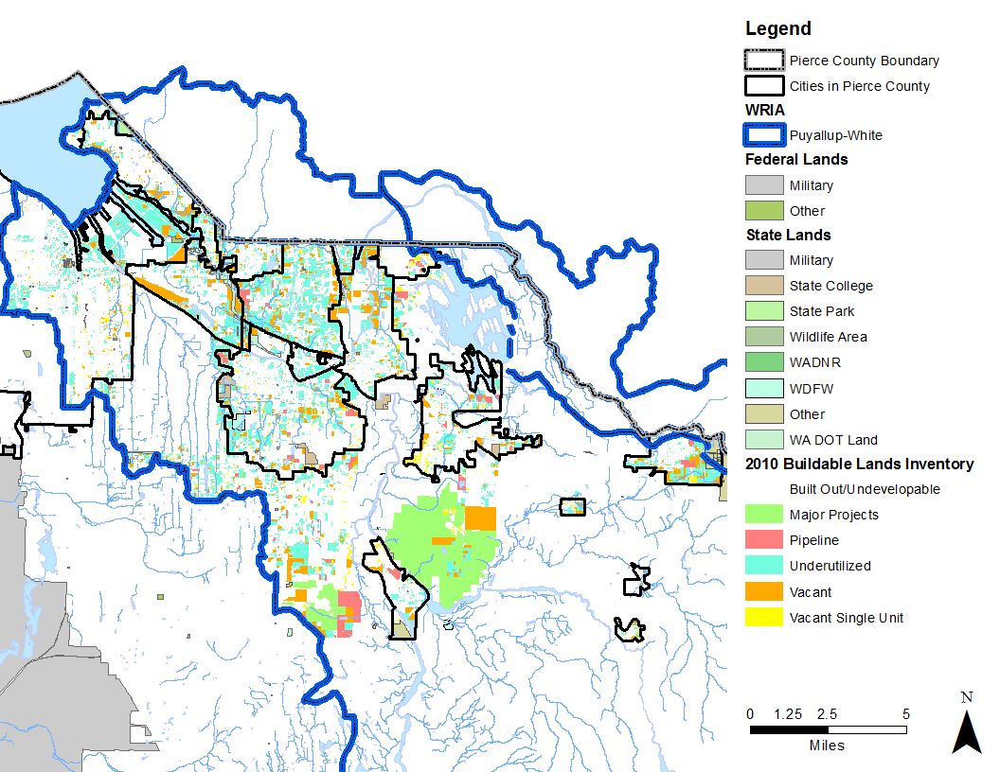 Legend
Pierce County Boundary
Cities in Pierce County
WRIA
Puyallup-White
Federal Lands
Military
Other
State Lands
Military
State College
State Park
Wildlife Area
WADNR
WDFW
Other
WA DOT Land
2010 Buildable Lands Inventory
Built Out/Undevelopable
Major Projects
Pipeline
Underutilized
Vacant
Vacant Single Unit
N
0 1.25 2.5 5
Miles